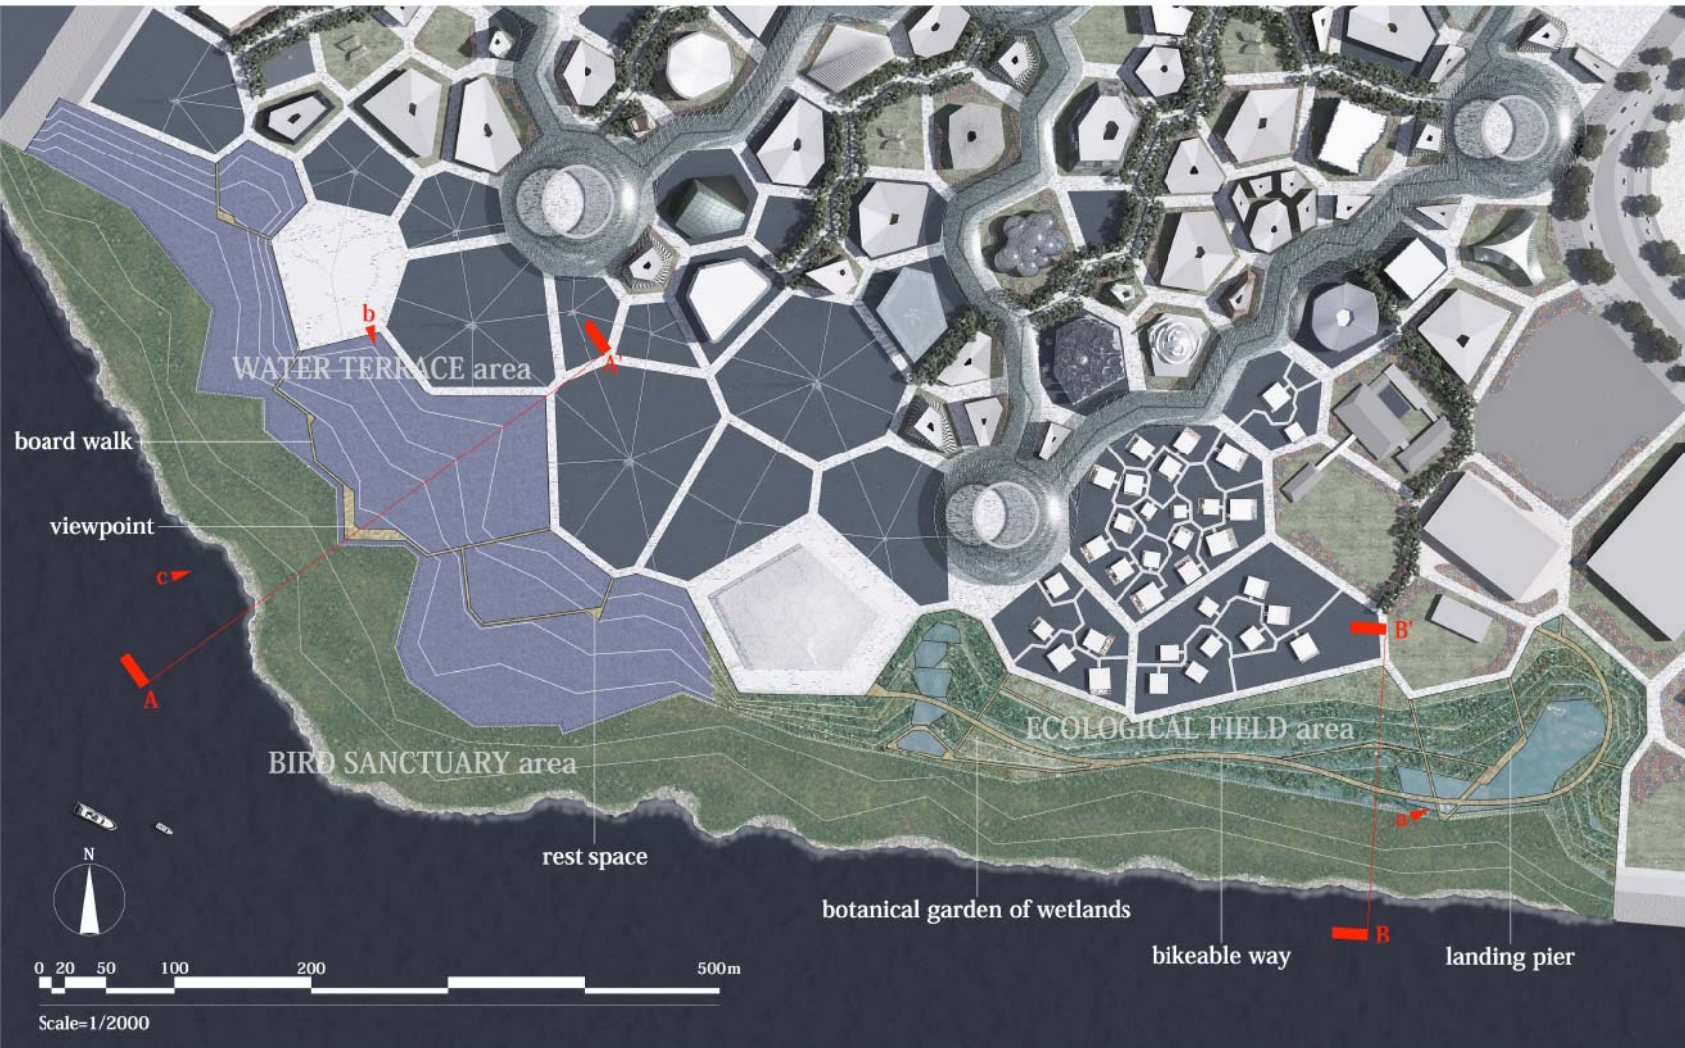 b
A'
WATER TERRACE area
board walk
viewpoint
c
A
B'
BIRD SANCTUARY area
ECOLOGICAL FIELD area
a
N
rest space
botanical garden of wetlands
B
bikeable way
landing pier
0 20 50 100 200 500m
Scale=1/2000